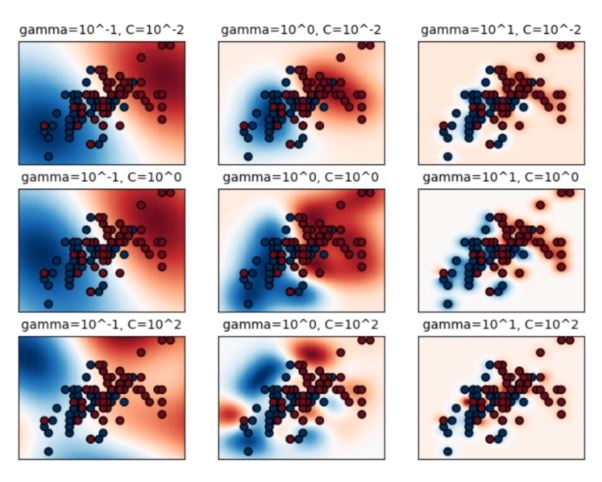 gamma=10^-1, C=10^-2
gamma=10^0, C=10^-2
gamma=10^1, C=10^-2
gamma=10^-1, C=10^0
gamma=10^0, C=10^0
gamma=10^1, C=10^0
gamma=10^-1, C=10^2
gamma=10^0, C=10^2
gamma=10^1, C=10^2